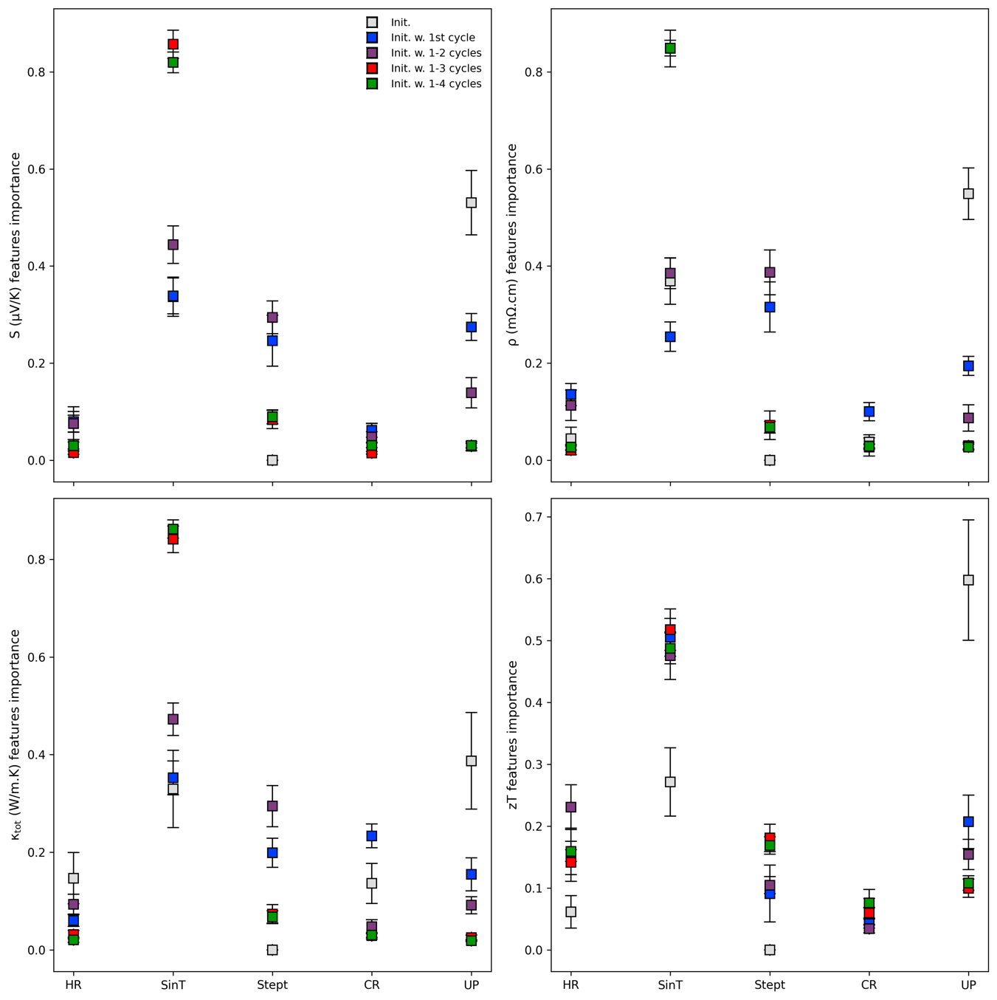 S (μV/K) features importance
0.8
0.6
0.4
0.2
0.0
Init.
Init. w. 1st cycle
Init. w. 1-2 cycles
Init. w. 1-3 cycles
Init. w. 1-4 cycles
ρ (mΩ.cm) features importance
0.8
0.6
0.4
0.2
0.0
κtot (W/m.K) features importance
0.8
0.6
0.4
0.2
0.0
HR SinT Stept CR UP
zT features importance
0.7
0.6
0.5
0.4
0.3
0.2
0.1
0.0
HR SinT Stept CR UP